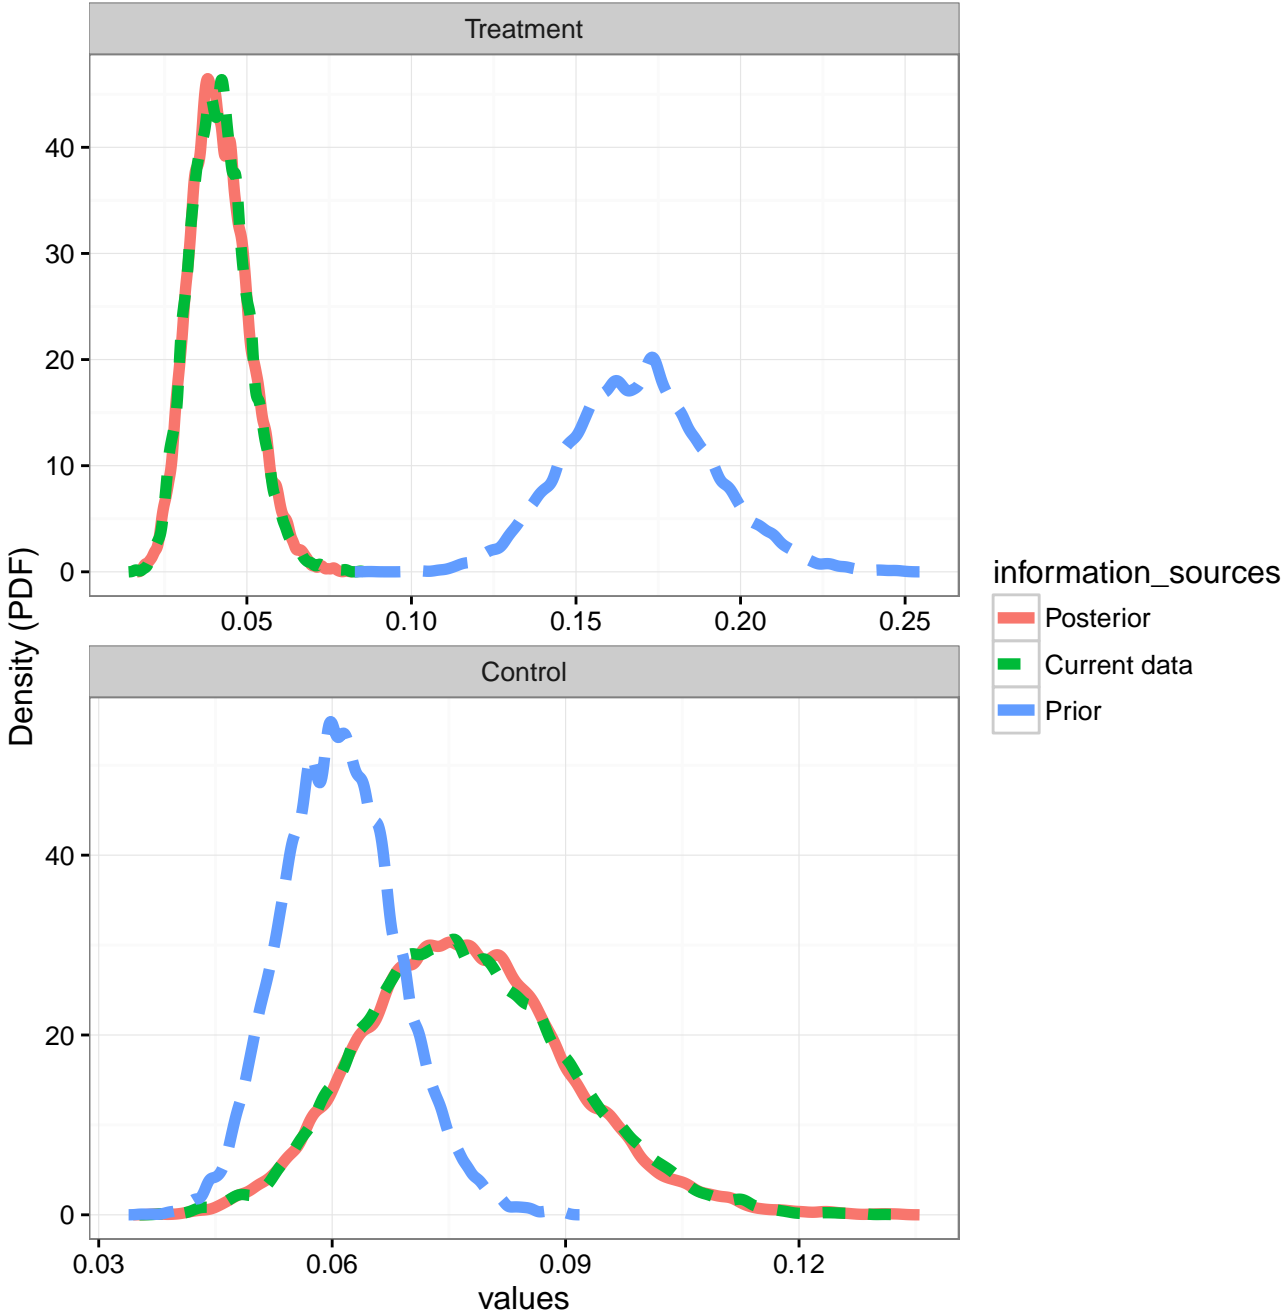 Treatment
40
30
20
10
0
0.05 0.10 0.15 0.20 0.25
Density (PDF)
Control
40
20
0
0.03 0.06 0.09 0.12
values
information_sources
Posterior
Current data
Prior